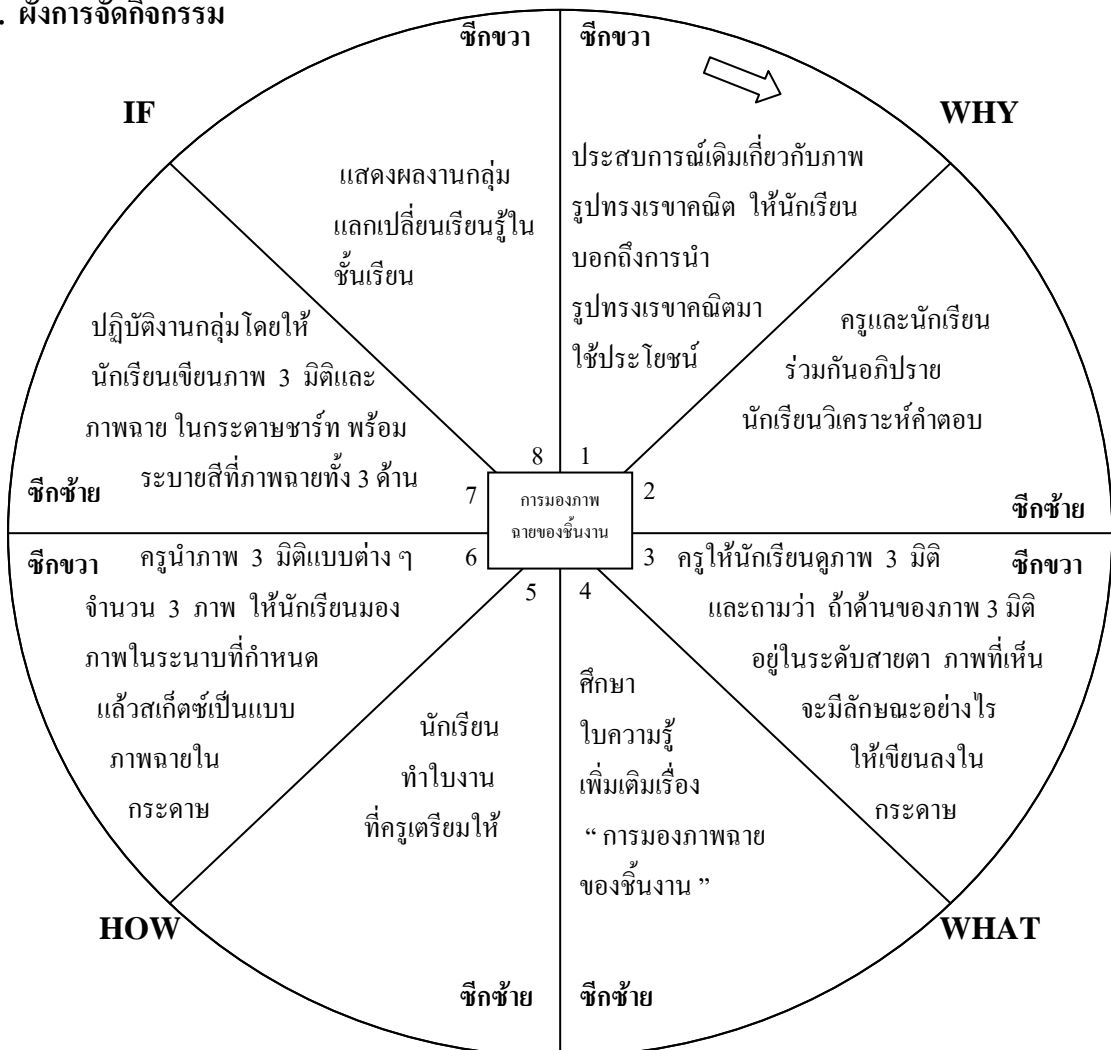 . ผังการจัดกิจกรรม
ซีกขวา
ซีกขวา
IF
WHY
ประสบการณ์เดิมเกี่ยวกับภาพ
รูปทรงเรขาคณิต ให้นักเรียน
บอกถึงการนำ
รูปทรงเรขาคณิตมา
ใช้ประโยชน์
1
ครูและนักเรียน
ร่วมกันอภิปราย
นักเรียนวิเคราะห์คำตอบ
2
ซีกซ้าย
3 ครูให้นักเรียนดูภาพ 3 มิติ
ซีกขวา
และถามว่า ถ้าด้านของภาพ 3 มิติ
อยู่ในระดับสายตา ภาพที่เห็น
จะมีลักษณะอย่างไร
ให้เขียนลงใน
กระดาษ
WHAT
4
ศึกษา
ใบความรู้
เพิ่มเติมเรื่อง
“ การมองภาพฉาย
ของชิ้นงาน ”
ซีกซ้าย
5
นักเรียน
ทำใบงาน
ที่ครูเตรียมให้
ซีกซ้าย
HOW
ซีกขวา
ครูนำภาพ 3 มิติแบบต่าง ๆ
6
จำนวน 3 ภาพ ให้นักเรียนมอง
ภาพในระนาบที่กำหนด
แล้วสเก็ตซ์เป็นแบบ
ภาพฉายใน
กระดาษ
ปฏิบัติงานกลุ่มโดยให้
นักเรียนเขียนภาพ 3 มิติและ
ภาพฉาย ในกระดาษชาร์ท พร้อม
ระบายสีที่ภาพฉายทั้ง 3 ด้าน
7
ซีกซ้าย
แสดงผลงานกลุ่ม
แลกเปลี่ยนเรียนรู้ใน
ชั้นเรียน
8
การมองภาพ
ฉายของชิ้นงาน